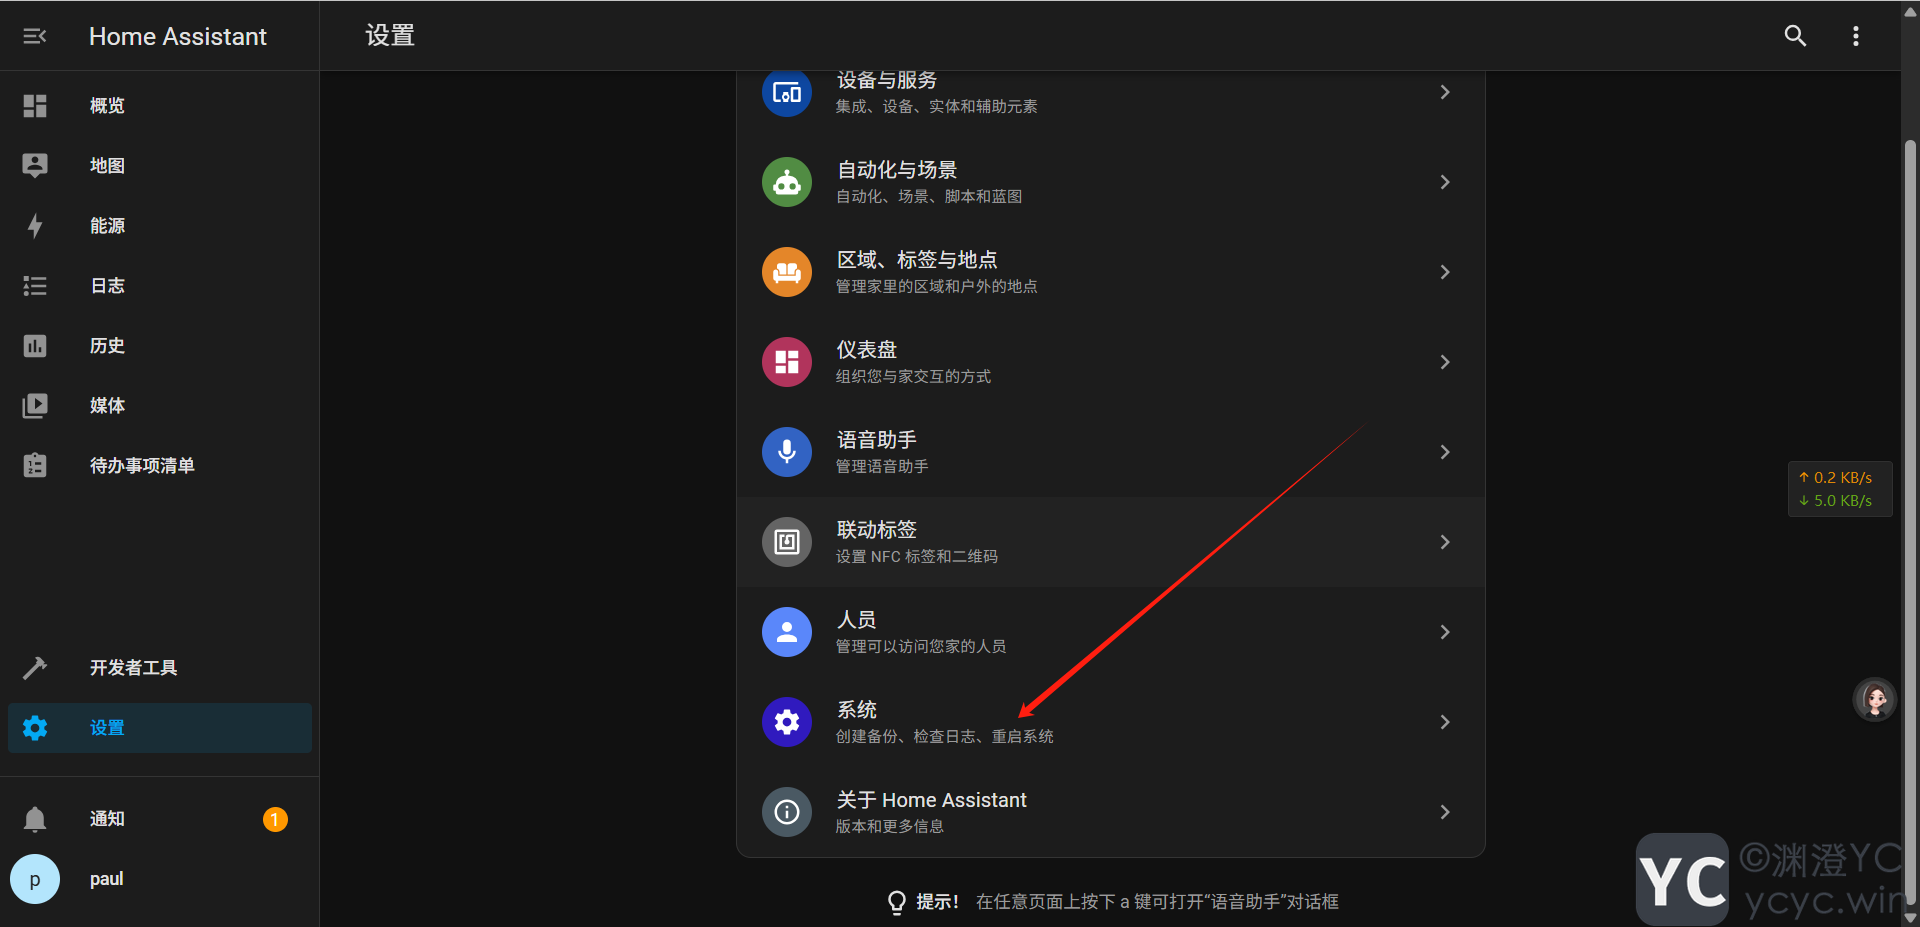 Home Assistant
设置
概览
地图
能源
日志
历史
媒体
待办事项清单
开发者工具
设置
通知
1
p
paul
设备与服务
集成、设备、实体和辅助元素
自动化与场景
自动化、场景、脚本和蓝图
区域、标签与地点
管理家里的区域和户外的地点
仪表盘
组织您与家交互的方式
语音助手
管理语音助手
联动标签
设置 NFC 标签和二维码
人员
管理可以访问您家的人员
系统
创建备份、检查日志、重启系统
关于 Home Assistant
版本和更多信息
提示! 在任意页面上按下 a 键可打开“语音助手”对话框
↑ 0.2 KB/s
↓ 5.0 KB/s
YC
©渊澄YC
ycyc.win